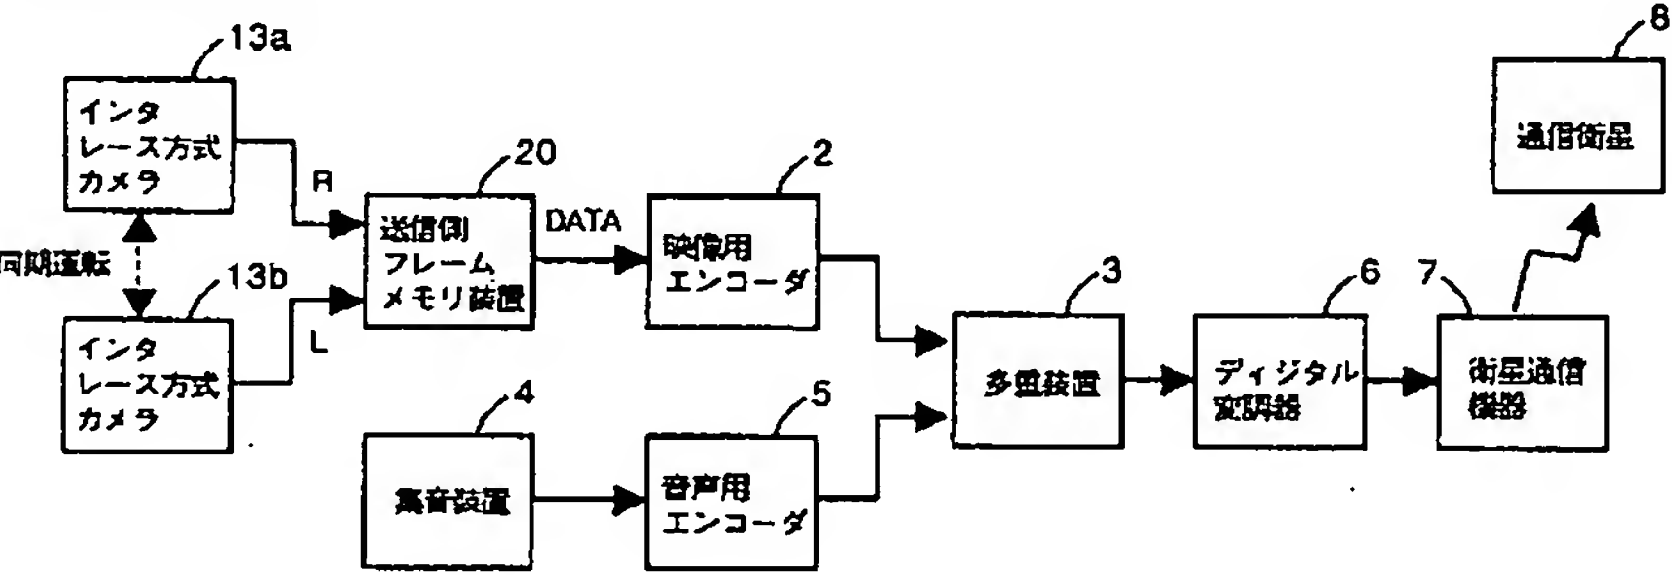 13a
インタ
レース方式
カメラ
R
同期運転
13b
インタ
レース方式
カメラ
L
20
送信側
フレーム
メモリ装置
DATA
2
映像用
エンコーダ
4
集音装置
5
音声用
エンコーダ
3
多重装置
6
ディジタル
変調器
7
衛星通信
機器
8
通信衛星